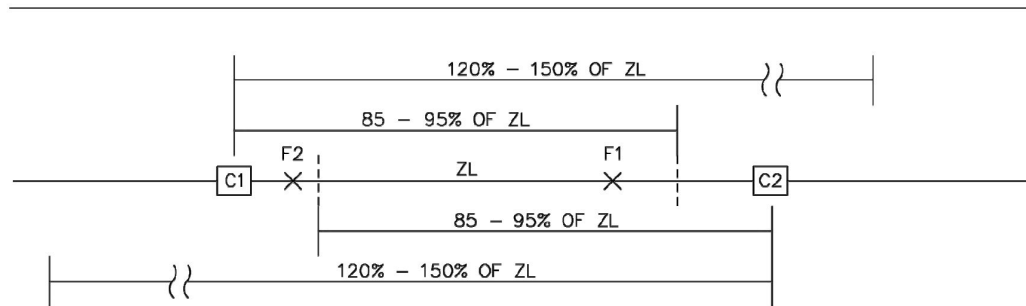 120% – 150% OF ZL
85 – 95% OF ZL
F2 F1
C1 ZL C2
85 – 95% OF ZL
120% – 150% OF ZL